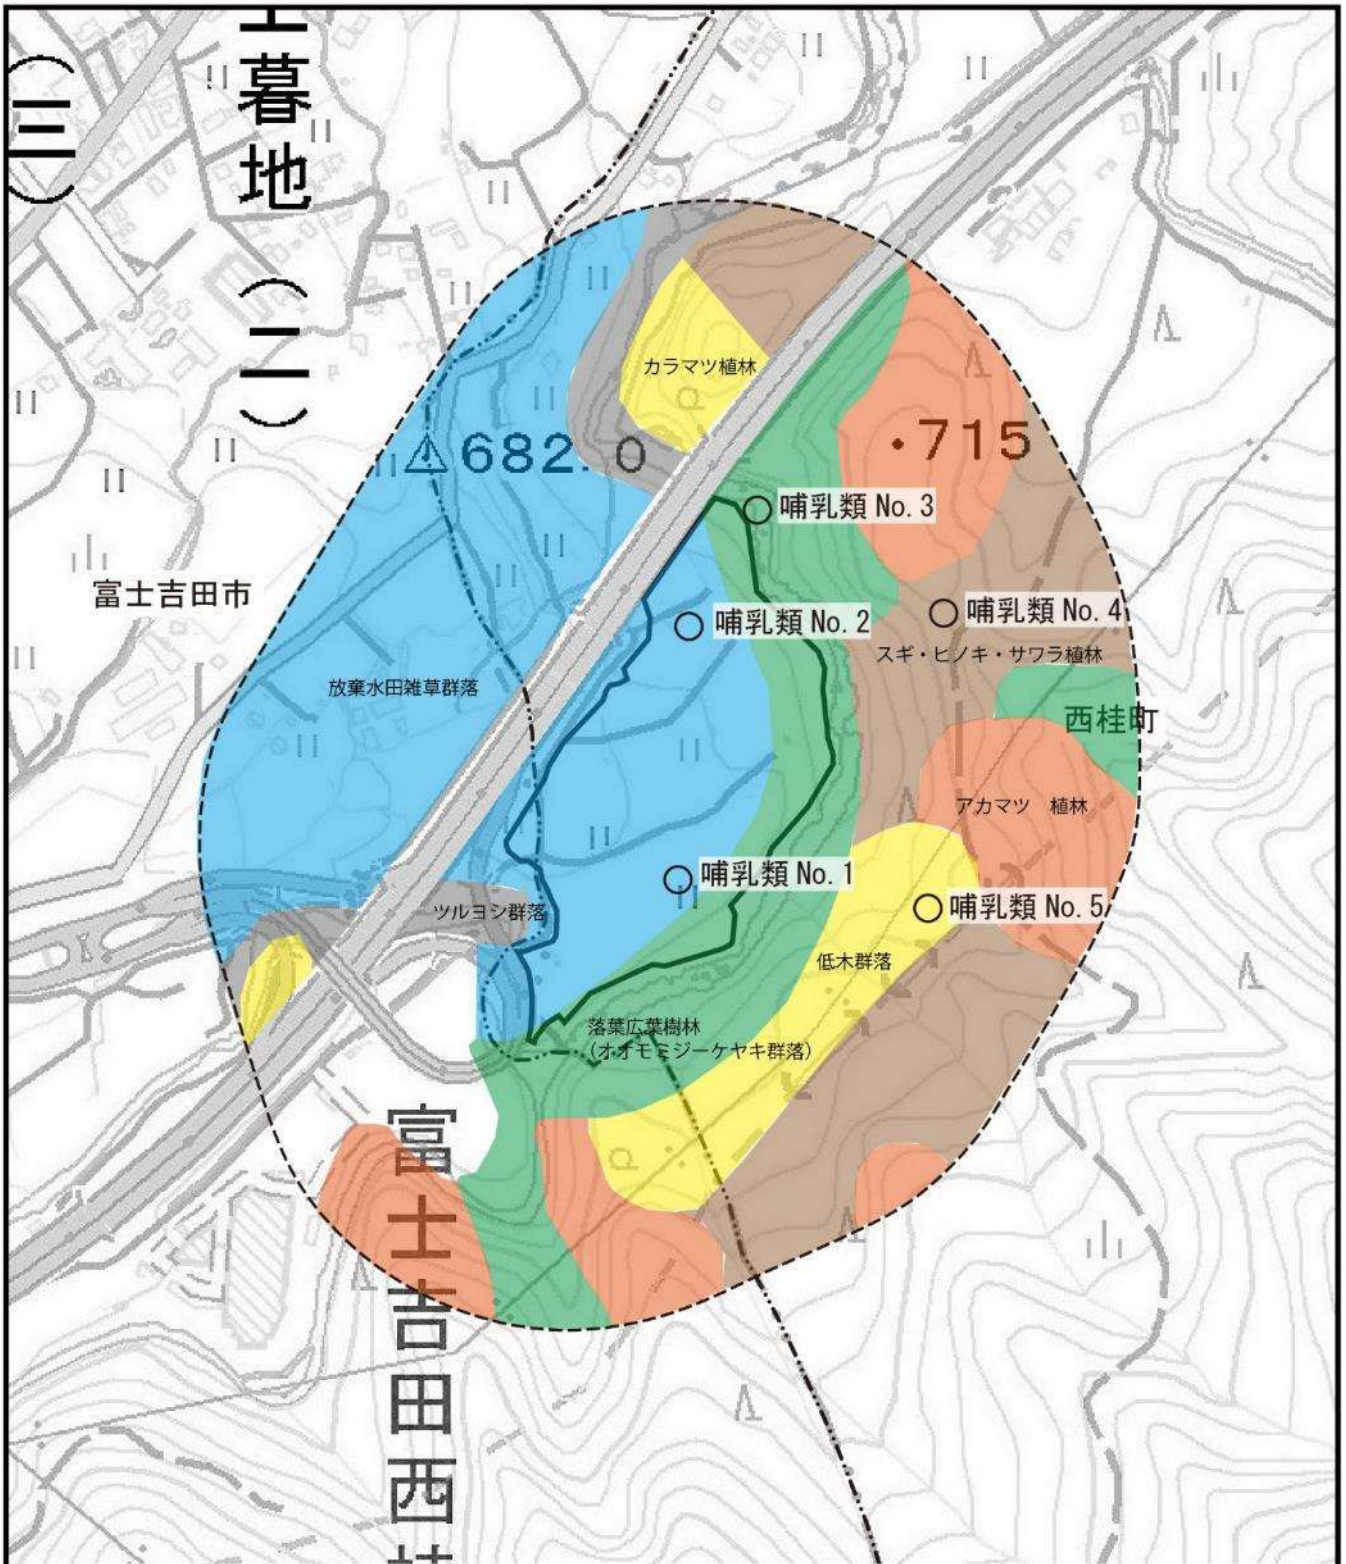 (三)
上暮地(二)
カラマツ植林
682.0
・715
哺乳類 No. 3
富士吉田市
哺乳類 No. 2
哺乳類 No. 4
スギ・ヒノキ・サワラ植林
放棄水田雑草群落
西桂町
アカマツ 植林
哺乳類 No. 1
哺乳類 No. 5
ツルヨシ群落
低木群落
落葉広葉樹林
(オオモミジーケヤキ群落)
富士吉田西桂